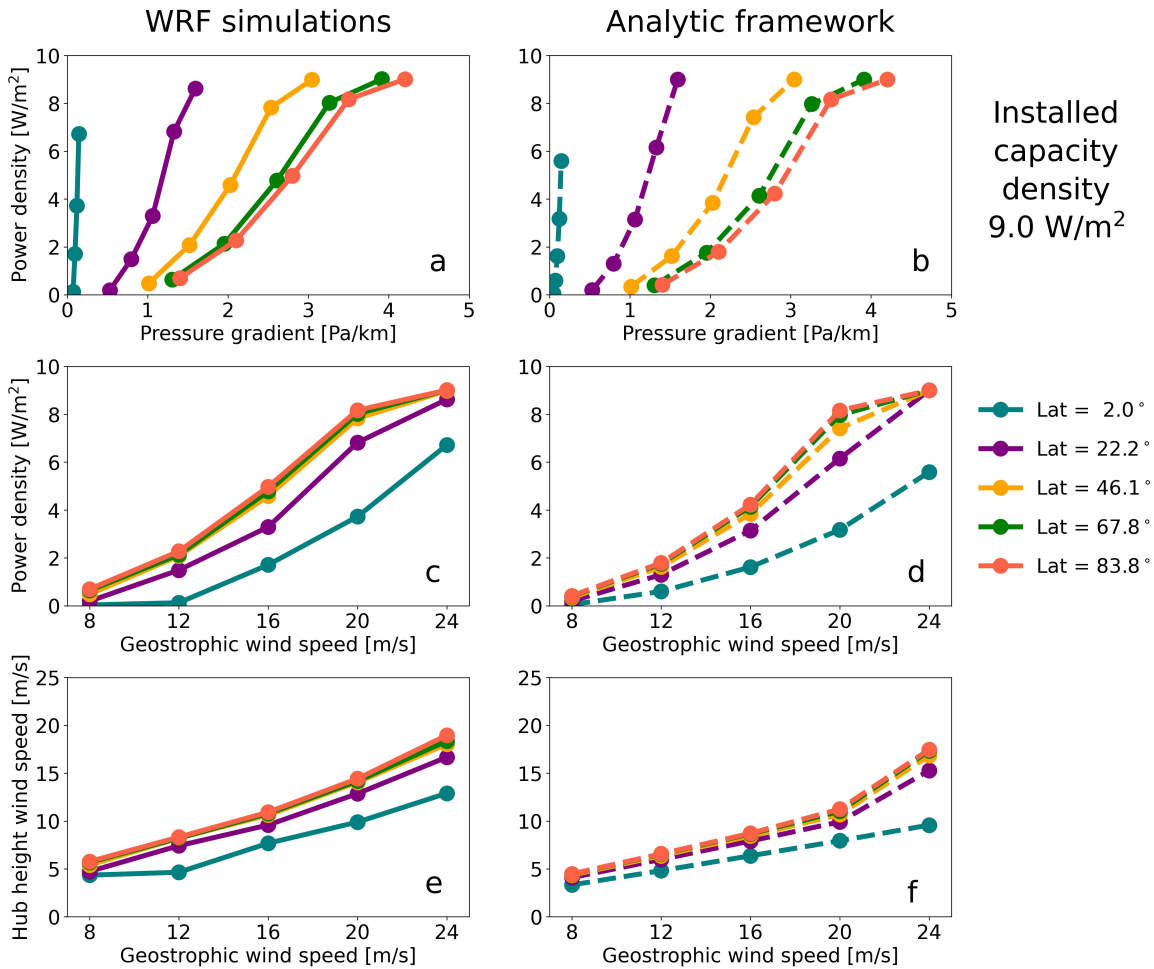 WRF simulations
Analytic framework
10
8
6
4
2
0
Power density [W/m²]
a
0 1 2 3 4 5
Pressure gradient [Pa/km]
10
8
6
4
2
0
b
0 1 2 3 4 5
Pressure gradient [Pa/km]
Installed
capacity
density
9.0 W/m²
10
8
6
4
2
0
Power density [W/m²]
c
8 12 16 20 24
Geostrophic wind speed [m/s]
10
8
6
4
2
0
d
8 12 16 20 24
Geostrophic wind speed [m/s]
Lat = 2.0°
Lat = 22.2°
Lat = 46.1°
Lat = 67.8°
Lat = 83.8°
25
20
15
10
5
0
Hub height wind speed [m/s]
e
8 12 16 20 24
Geostrophic wind speed [m/s]
25
20
15
10
5
0
f
8 12 16 20 24
Geostrophic wind speed [m/s]